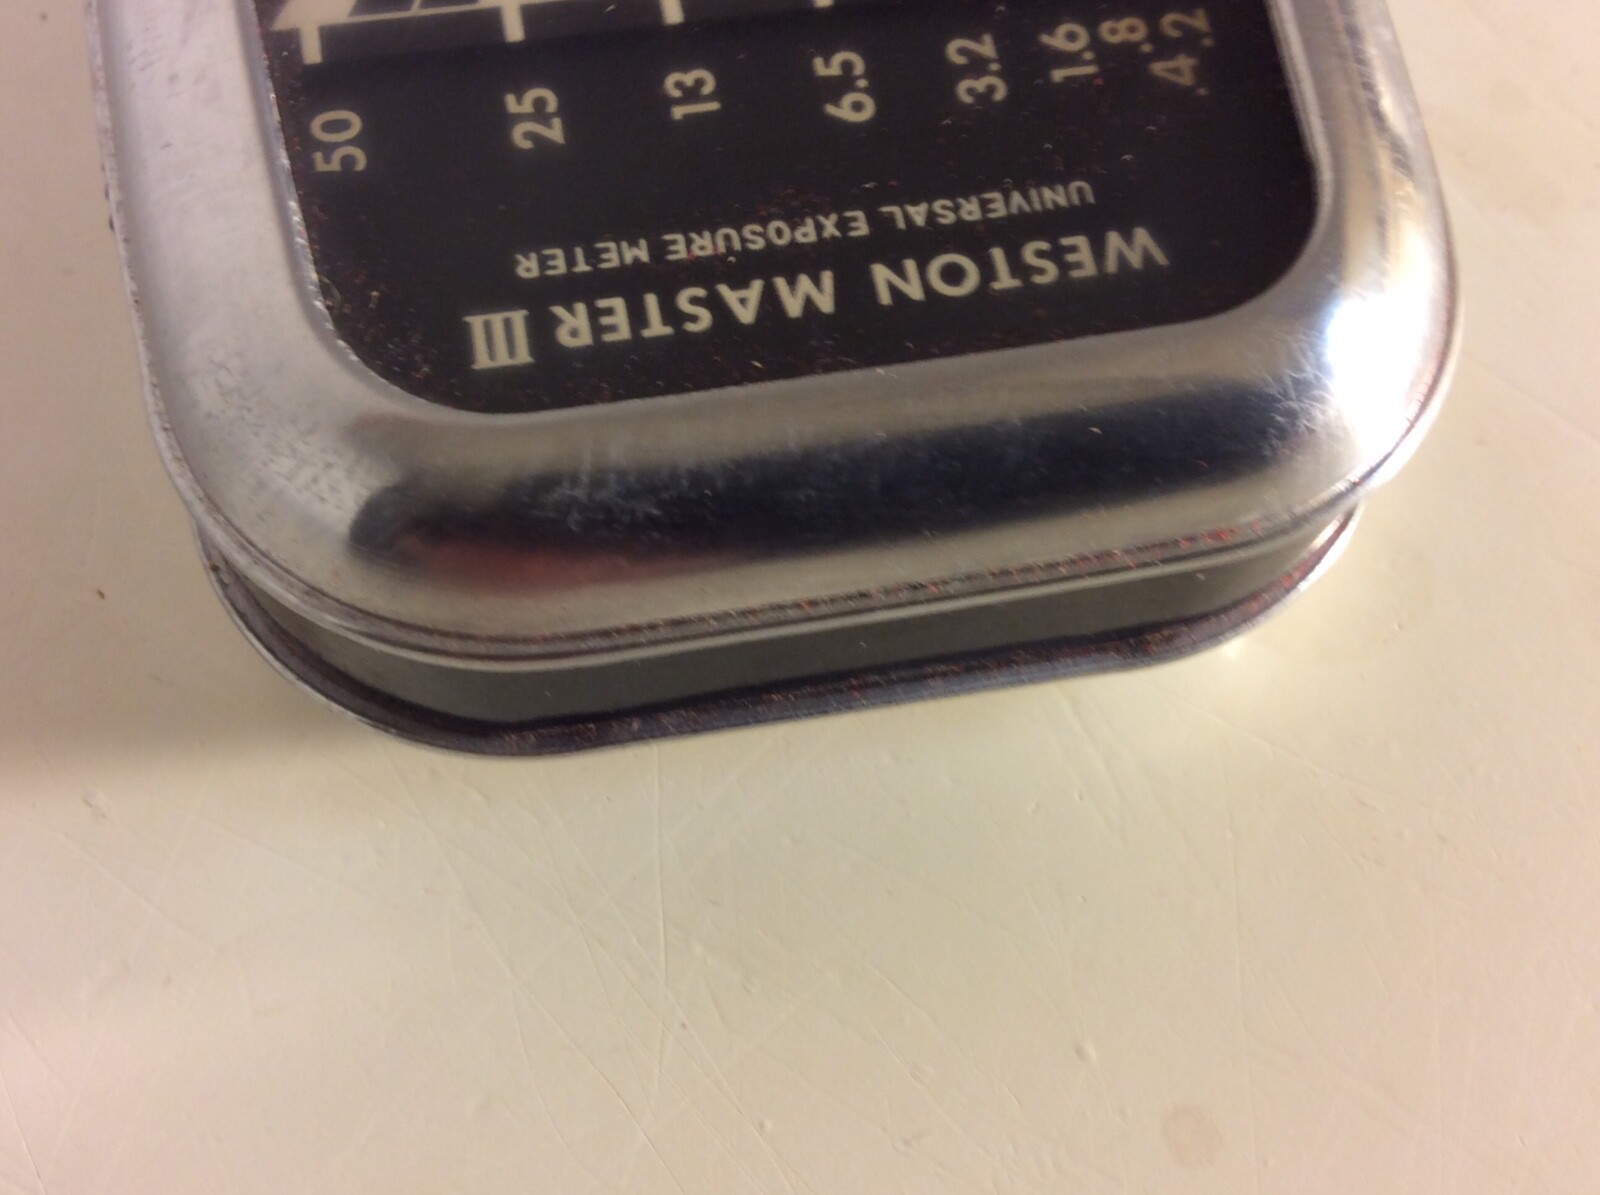 WESTON MASTER III
UNIVERSAL EXPOSURE METER
.2 .4 .8 1.6 3.2 6.5 13 25 50